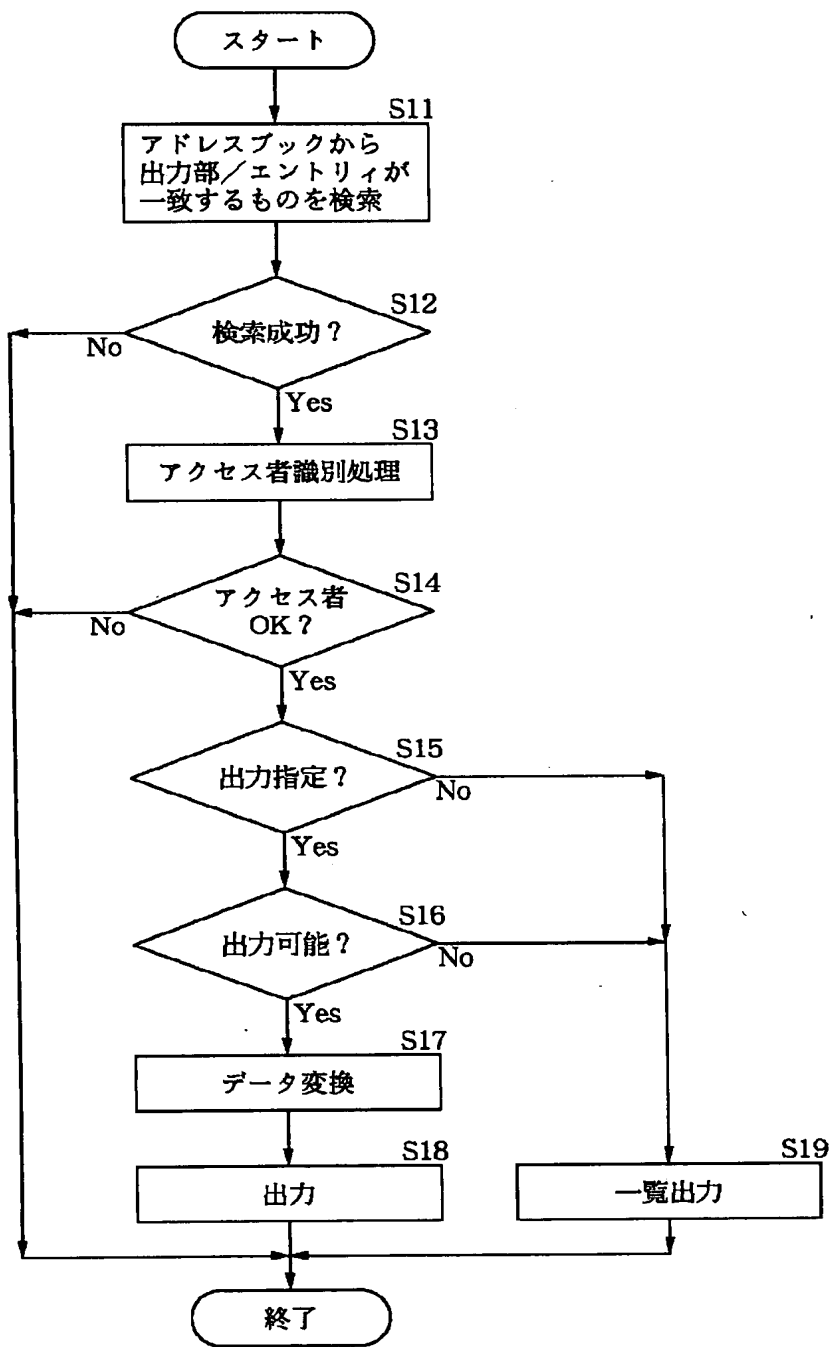 スタート
S11
アドレスブックから
出力部/エントリィが
一致するものを検索
S12
検索成功?
No
Yes
S13
アクセス者識別処理
S14
アクセス者
OK?
No
Yes
S15
出力指定?
No
Yes
S16
出力可能?
No
Yes
S17
データ変換
S18
出力
S19
一覧出力
終了